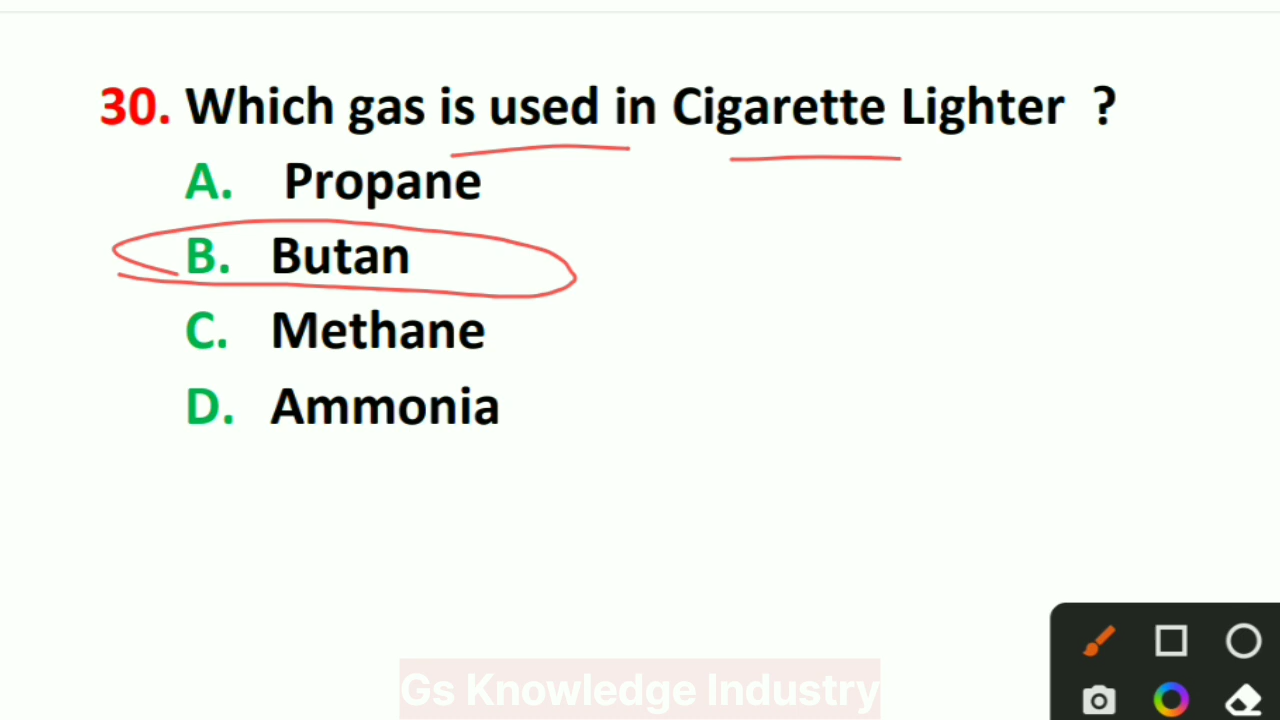 30. Which gas is used in Cigarette Lighter ?
A. Propane
B. Butan
C. Methane
D. Ammonia
Gs Knowledge Industry